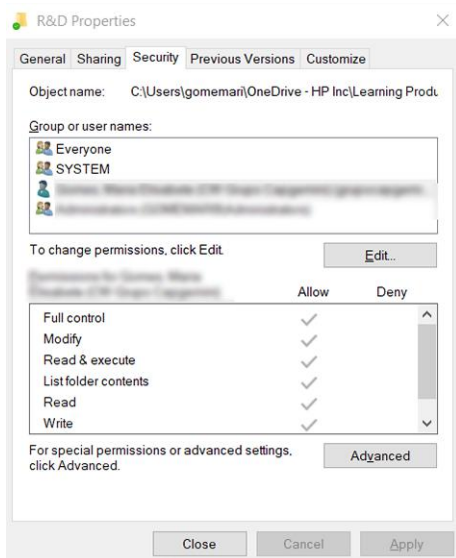 R&D Properties
General Sharing Security Previous Versions Customize
Object name: C:\Users\gomemari\OneDrive - HP Inc\Learning Produ
Group or user names:
Everyone
SYSTEM
To change permissions, click Edit.
Edit...
Allow Deny
Full control
Modify
Read & execute
List folder contents
Read
Write
For special permissions or advanced settings,
click Advanced.
Advanced
Close Cancel Apply